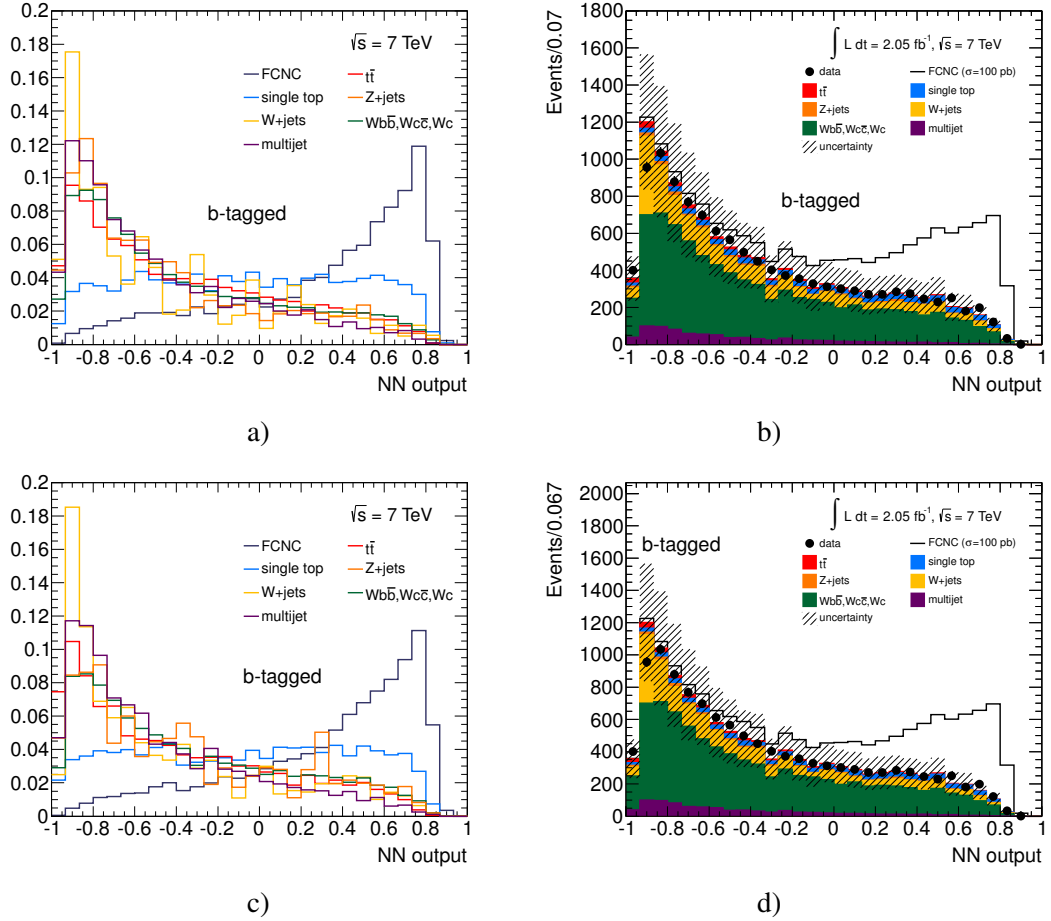 0.2
0.18
0.16
0.14
0.12
0.1
0.08
0.06
0.04
0.02
0
√s = 7 TeV
FCNC
tt̄
single top
Z+jets
W+jets
Wbb̄,Wcc̄,Wc
multijet
b-tagged
-1 -0.8 -0.6 -0.4 -0.2 0 0.2 0.4 0.6 0.8 1
NN output
a)
Events/0.07
1800
1600
1400
1200
1000
800
600
400
200
0
∫ L dt = 2.05 fb⁻¹, √s = 7 TeV
data
FCNC (σ=100 pb)
tt̄
single top
Z+jets
W+jets
Wbb̄,Wcc̄,Wc
multijet
uncertainty
b-tagged
-1 -0.8 -0.6 -0.4 -0.2 0 0.2 0.4 0.6 0.8 1
NN output
b)
0.2
0.18
0.16
0.14
0.12
0.1
0.08
0.06
0.04
0.02
0
√s = 7 TeV
FCNC
tt̄
single top
Z+jets
W+jets
Wbb̄,Wcc̄,Wc
multijet
b-tagged
-1 -0.8 -0.6 -0.4 -0.2 0 0.2 0.4 0.6 0.8 1
NN output
c)
Events/0.067
2000
1800
1600
1400
1200
1000
800
600
400
200
0
∫ L dt = 2.05 fb⁻¹, √s = 7 TeV
b-tagged
data
FCNC (σ=100 pb)
tt̄
single top
Z+jets
W+jets
Wbb̄,Wcc̄,Wc
multijet
uncertainty
-1 -0.8 -0.6 -0.4 -0.2 0 0.2 0.4 0.6 0.8 1
NN output
d)